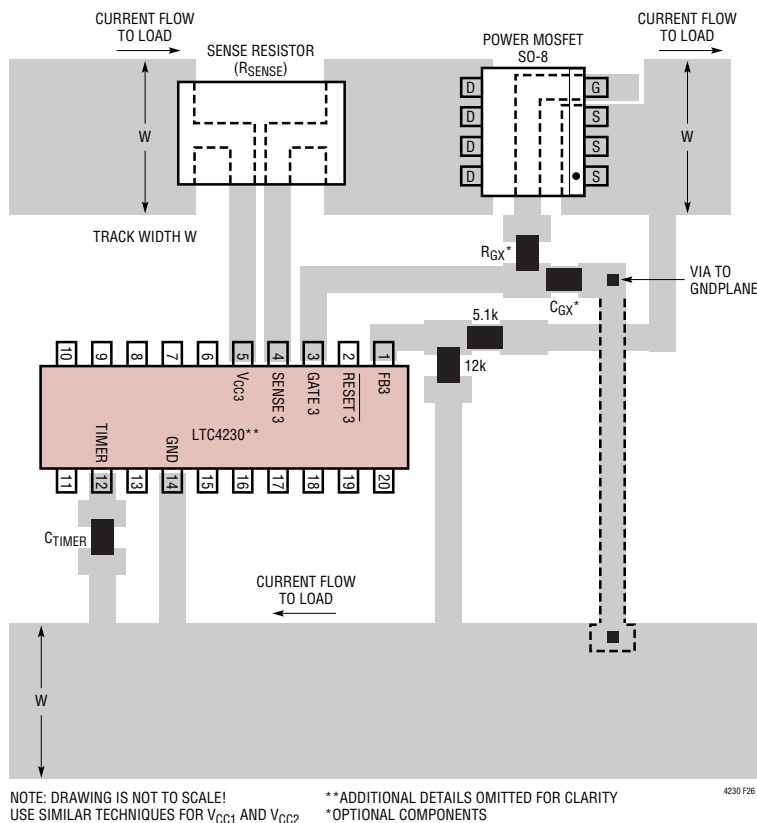 CURRENT FLOW
TO LOAD
SENSE RESISTOR
(RSENSE)
POWER MOSFET
SO-8
CURRENT FLOW
TO LOAD
W
D
D
D
D
G
S
S
S
W
TRACK WIDTH W
RGX*
CGX*
VIA TO
GNDPLANE
5.1k
12k
10
9
8
7
6
5
4
3
2
1
VCC3
SENSE 3
GATE 3
RESET 3
FB3
LTC4230**
TIMER
GND
11
12
13
14
15
16
17
18
19
20
CTIMER
CURRENT FLOW
TO LOAD
W
NOTE: DRAWING IS NOT TO SCALE!
USE SIMILAR TECHNIQUES FOR VCC1 AND VCC2
**ADDITIONAL DETAILS OMITTED FOR CLARITY
*OPTIONAL COMPONENTS
4230 F26